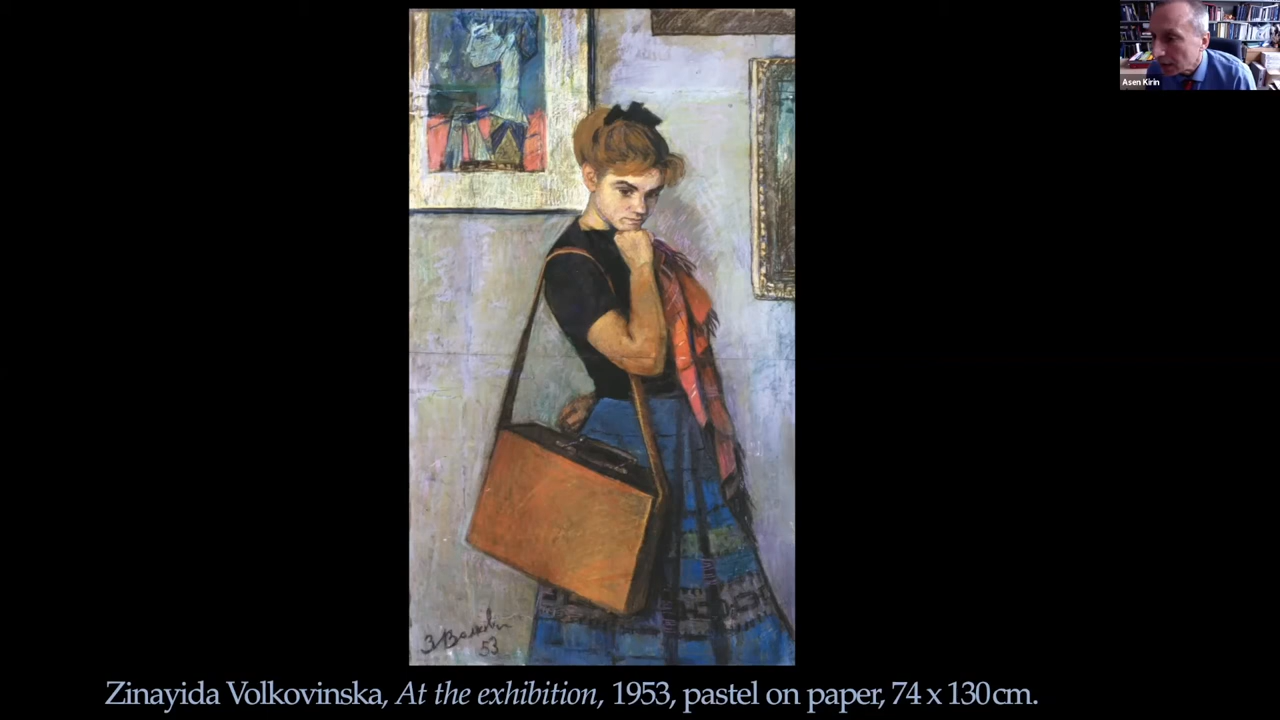 Asen Kirin
53
Zinayida Volkovinska, At the exhibition, 1953, pastel on paper, 74 x 130 cm.